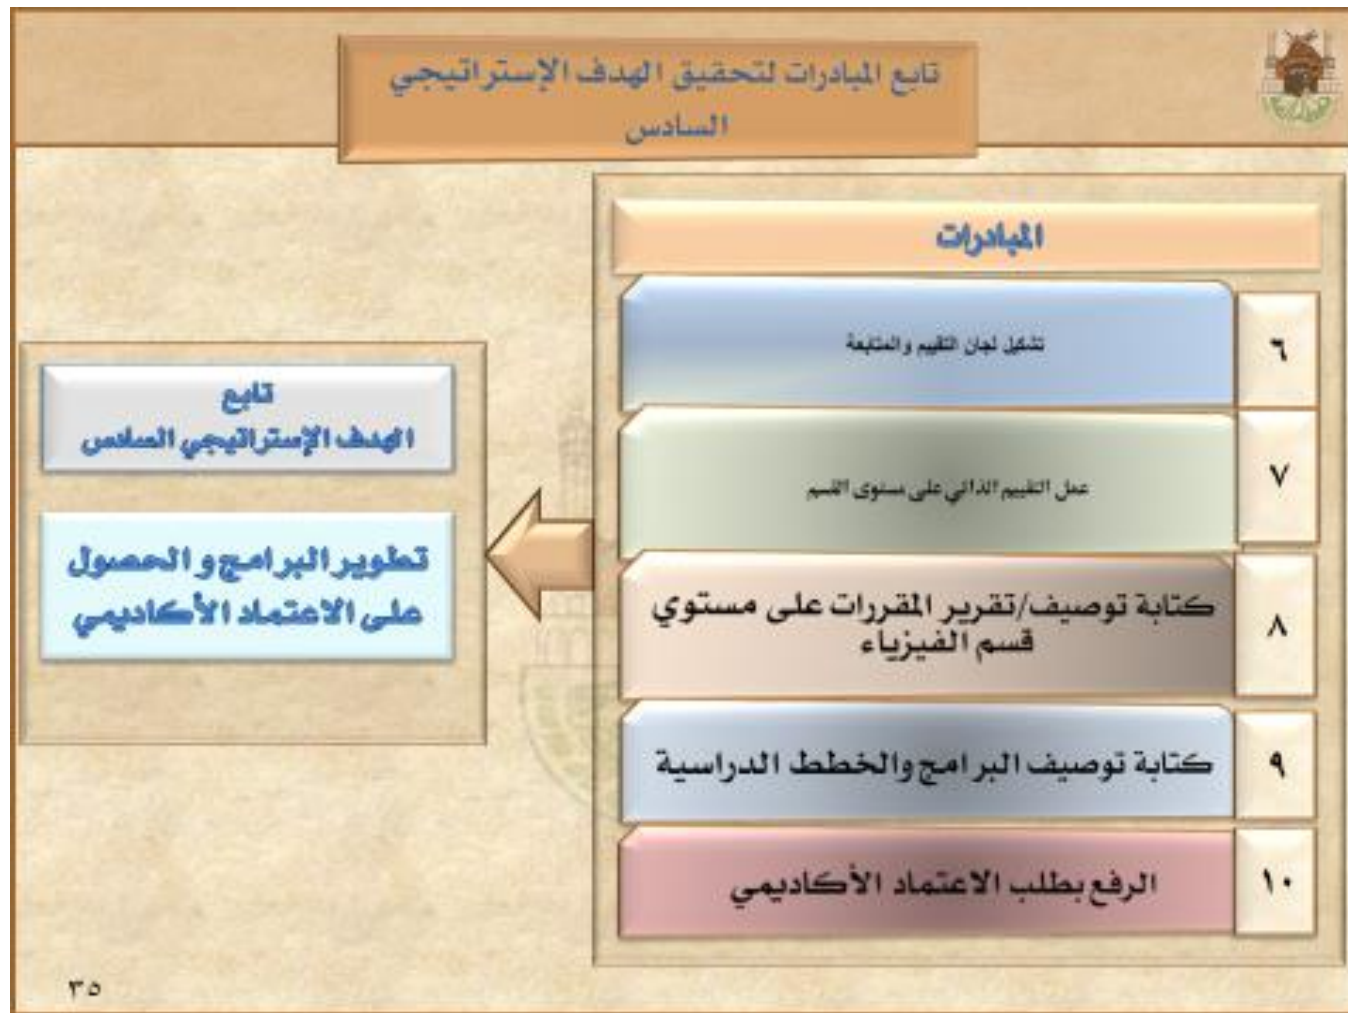 تابع المبادرات لتحقيق الهدف الإستراتيجي
السادس
المبادرات
٦
تشكيل لجان التقييم والمتابعة
٧
عمل التقييم الذاتي على مستوى القسم
٨
كتابة توصيف/تقرير المقررات على مستوي
قسم الفيزياء
٩
كتابة توصيف البرامج والخطط الدراسية
١٠
الرفع بطلب الاعتماد الأكاديمي
تابع
الهدف الإستراتيجي السادس
تطوير البرامج و الحصول
على الاعتماد الأكاديمي
٣٥